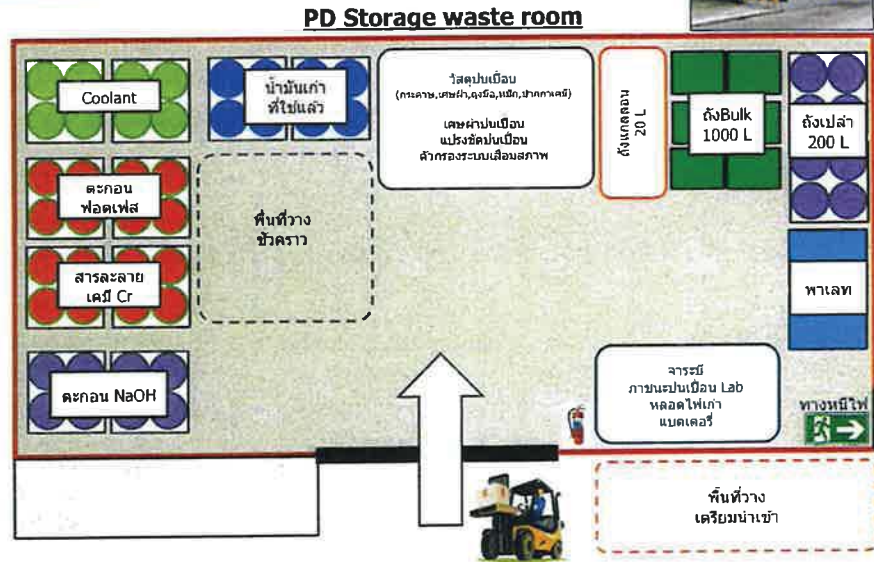 PD Storage waste room
Coolant
น้ำมันเก่า
ที่ใช้แล้ว
วัสดุปนเปื้อน
(กระดาษ,เศษผ้า,ถุงมือ,หมึก,ปากกาเคมี)
เศษผ้าปนเปื้อน
แปรงขัดปนเปื้อน
ตัวกรองระบบเสื่อมสภาพ
ถังแกลลอน
20 L
ถังBulk
1000 L
ถังเปล่า
200 L
ตะกอน
ฟอตเฟส
พื้นที่วาง
ชั่วคราว
สารละลาย
เคมี Cr
พาเลท
ตะกอน NaOH
จาระบี
ภาชนะปนเปื้อน Lab
หลอดไฟเก่า
แบตเตอรี่
ทางหนีไฟ
พื้นที่วาง
เตรียมนำเข้า